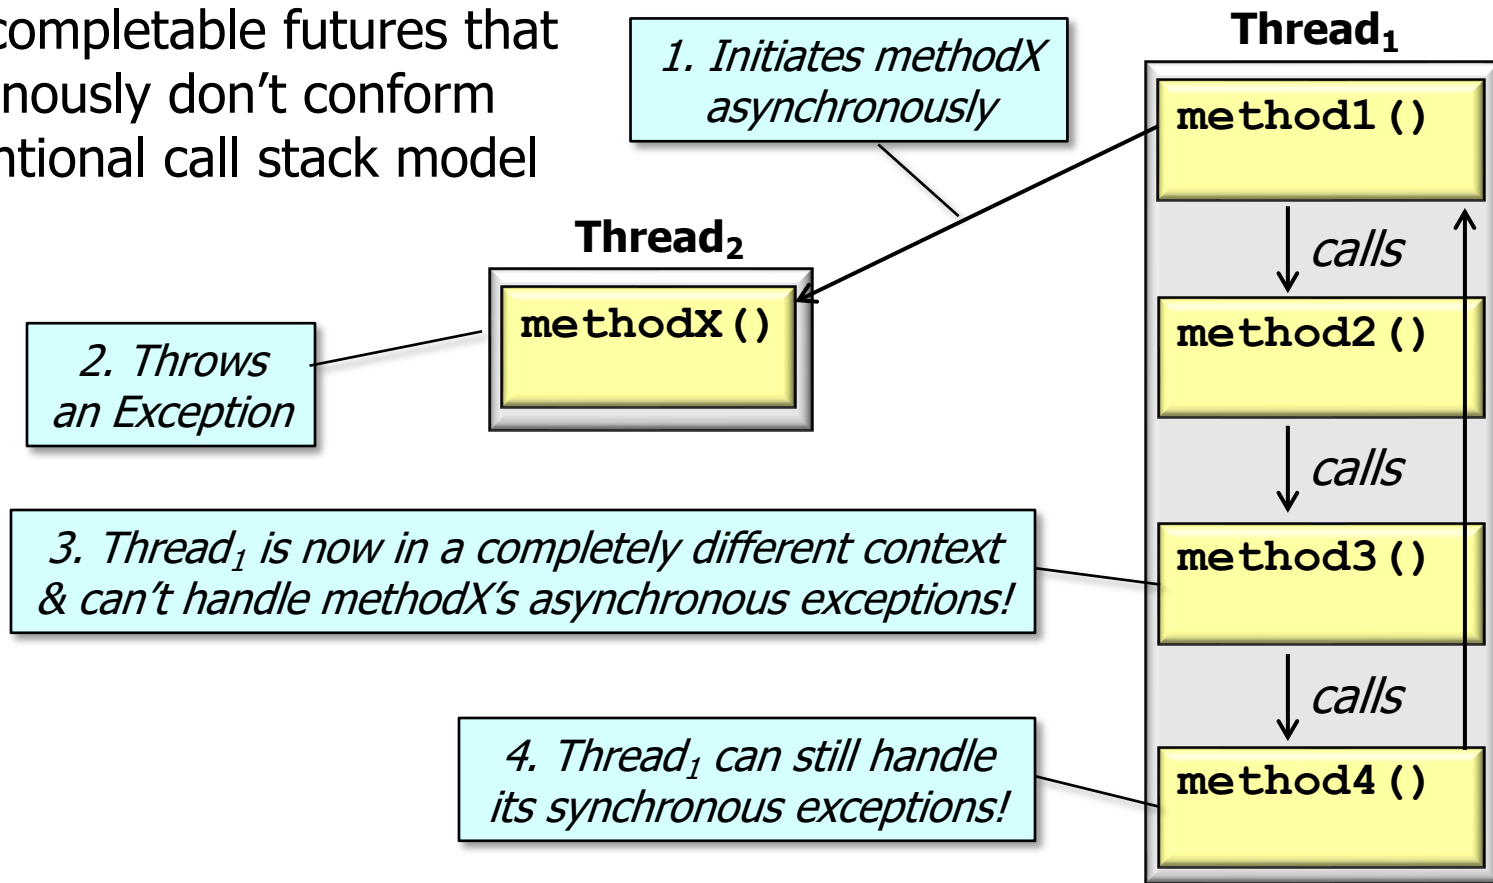 completable futures that
nously don’t conform
ntional call stack model
1. Initiates methodX
asynchronously
Thread₁
method1()
calls
Thread₂
methodX()
method2()
2. Throws
an Exception
calls
3. Thread₁ is now in a completely different context
& can’t handle methodX’s asynchronous exceptions!
method3()
calls
4. Thread₁ can still handle
its synchronous exceptions!
method4()